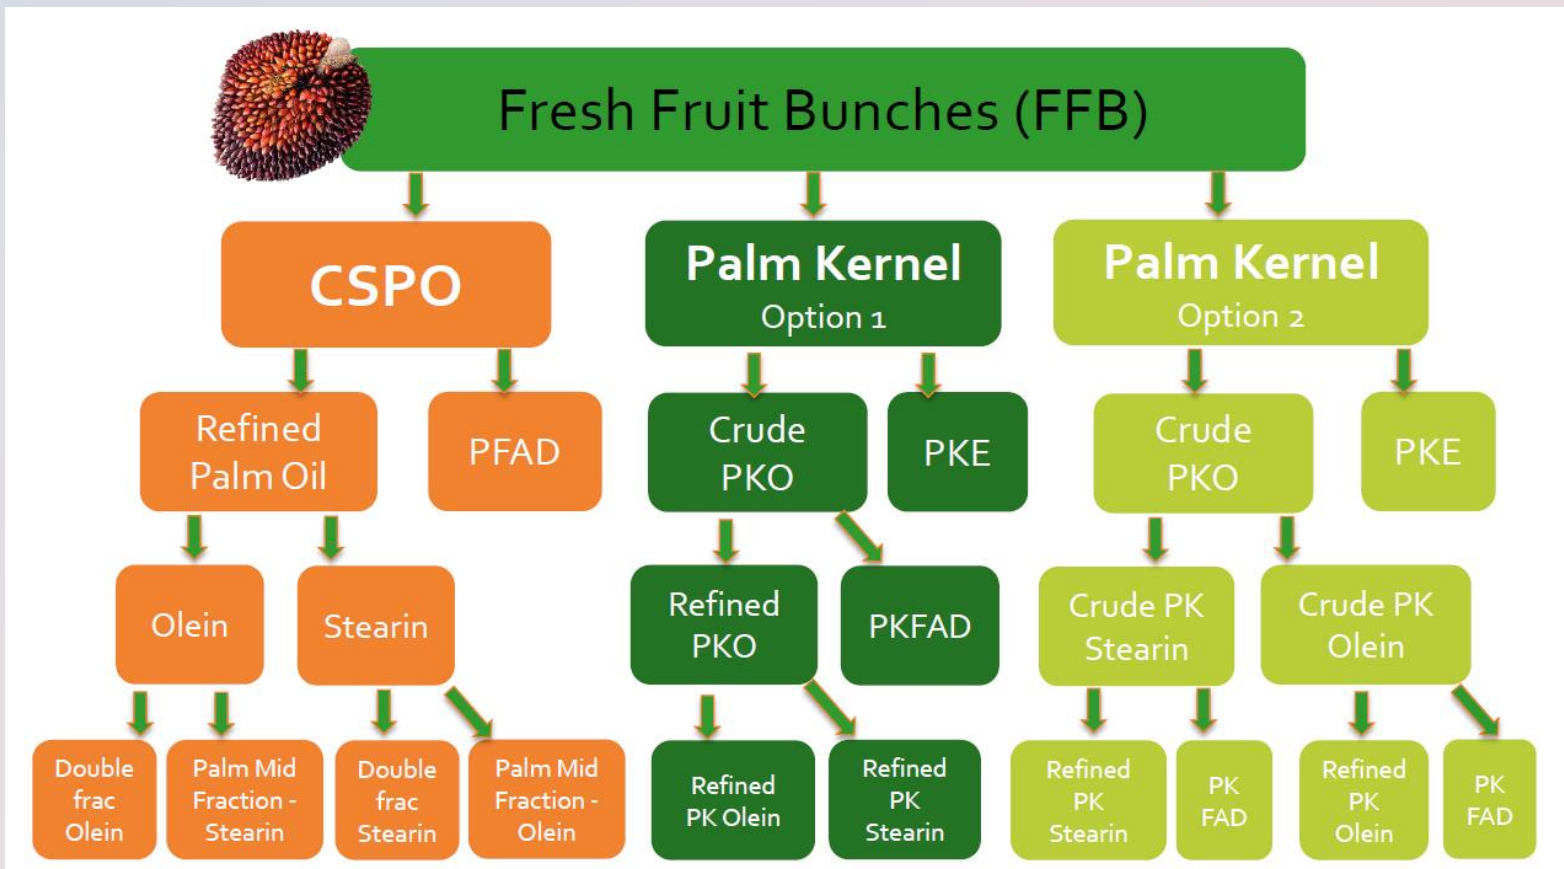 Fresh Fruit Bunches (FFB)
CSPO
Palm Kernel
Option 1
Palm Kernel
Option 2
Refined
Palm Oil
PFAD
Crude
PKO
PKE
Crude
PKO
PKE
Olein
Stearin
Refined
PKO
PKFAD
Crude PK
Stearin
Crude PK
Olein
Double
frac
Olein
Palm Mid
Fraction -
Stearin
Double
frac
Stearin
Palm Mid
Fraction -
Olein
Refined
PK Olein
Refined
PK
Stearin
Refined
PK
Stearin
PK
FAD
Refined
PK
Olein
PK
FAD